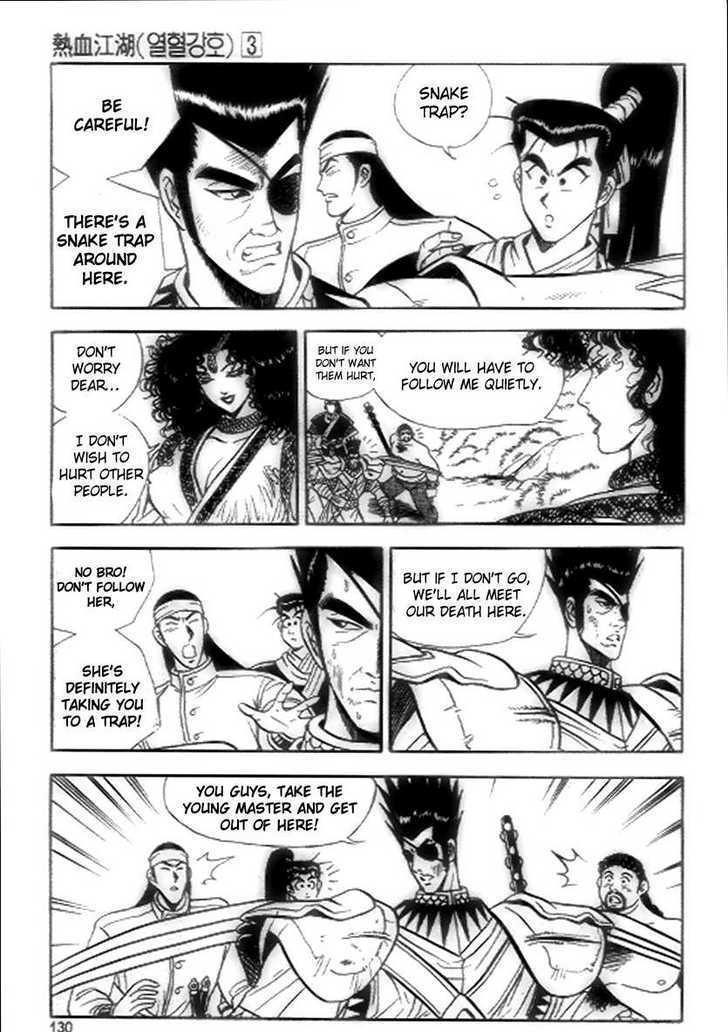 熱血江湖(열혈강호) 3
BE
CAREFUL!
THERE'S A
SNAKE TRAP
AROUND
HERE.
SNAKE
TRAP?
DON'T
WORRY
DEAR...
I DON'T
WISH TO
HURT OTHER
PEOPLE.
BUT IF YOU
DON'T WANT
THEM HURT,
YOU WILL HAVE TO
FOLLOW ME QUIETLY.
NO BRO!
DON'T FOLLOW
HER,
SHE'S
DEFINITELY
TAKING YOU
TO A TRAP!
BUT IF I DON'T GO,
WE'LL ALL MEET
OUR DEATH HERE.
YOU GUYS, TAKE THE
YOUNG MASTER AND GET
OUT OF HERE!
130